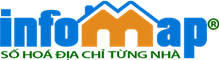 infomap®
SỐ HOÁ ĐỊA CHỈ TỪNG NHÀ